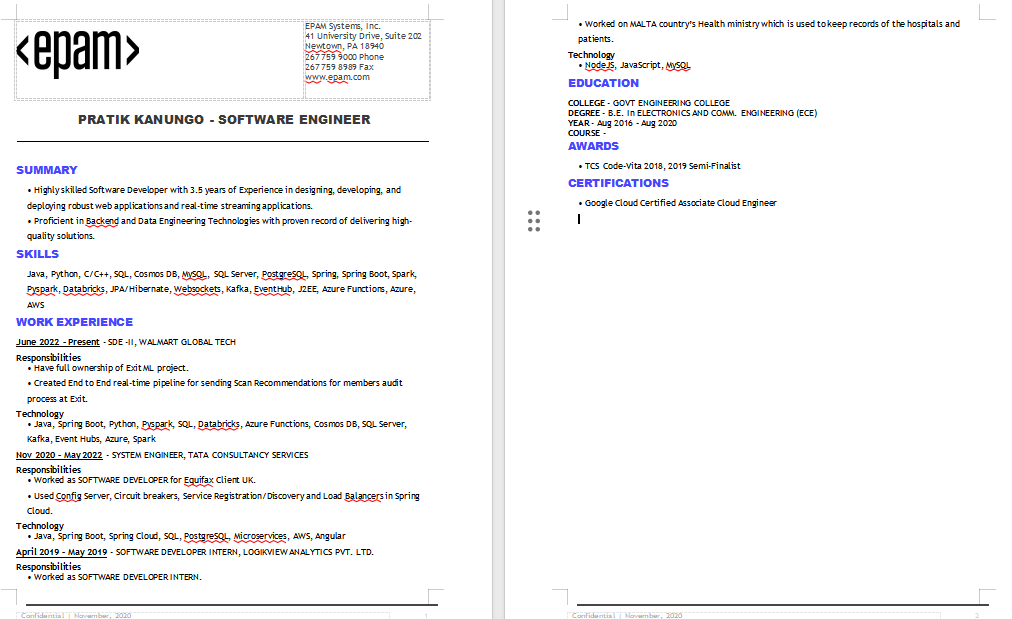 <epam>
EPAM Systems, Inc.
41 University Drive, Suite 202
Newtown, PA 18940
267 759 9000 Phone
267 759 8989 Fax
www.epam.com
PRATIK KANUNGO - SOFTWARE ENGINEER
SUMMARY
• Highly skilled Software Developer with 3.5 years of Experience in designing, developing, and
deploying robust web applications and real-time streaming applications.
• Proficient in Backend and Data Engineering Technologies with proven record of delivering high-
quality solutions.
SKILLS
Java, Python, C/C++, SQL, Cosmos DB, MySQL, SQL Server, PostgreSQL, Spring, Spring Boot, Spark,
Pyspark, Databricks, JPA/Hibernate, Websockets, Kafka, EventHub, J2EE, Azure Functions, Azure,
AWS
WORK EXPERIENCE
June 2022 - Present - SDE -II, WALMART GLOBAL TECH
Responsibilities
• Have full ownership of Exit ML project.
• Created End to End real-time pipeline for sending Scan Recommendations for members audit
process at Exit.
Technology
• Java, Spring Boot, Python, Pyspark, SQL, Databricks, Azure Functions, Cosmos DB, SQL Server,
Kafka, Event Hubs, Azure, Spark
Nov 2020 - May 2022 - SYSTEM ENGINEER, TATA CONSULTANCY SERVICES
Responsibilities
• Worked as SOFTWARE DEVELOPER for Equifax Client UK.
• Used Config Server, Circuit breakers, Service Registration/Discovery and Load Balancers in Spring
Cloud.
Technology
• Java, Spring Boot, Spring Cloud, SQL, PostgreSQL, Microservices, AWS, Angular
April 2019 - May 2019 - SOFTWARE DEVELOPER INTERN, LOGIKVIEW ANALYTICS PVT. LTD.
Responsibilities
• Worked as SOFTWARE DEVELOPER INTERN.
Confidential | November, 2020 1
• Worked on MALTA country's Health ministry which is used to keep records of the hospitals and
patients.
Technology
• NodeJS, JavaScript, MySQL
EDUCATION
COLLEGE - GOVT ENGINEERING COLLEGE
DEGREE - B.E. In ELECTRONICS AND COMM. ENGINEERING (ECE)
YEAR - Aug 2016 - Aug 2020
COURSE -
AWARDS
• TCS Code-Vita 2018, 2019 Semi-Finalist
CERTIFICATIONS
• Google Cloud Certified Associate Cloud Engineer
Confidential | November, 2020 2